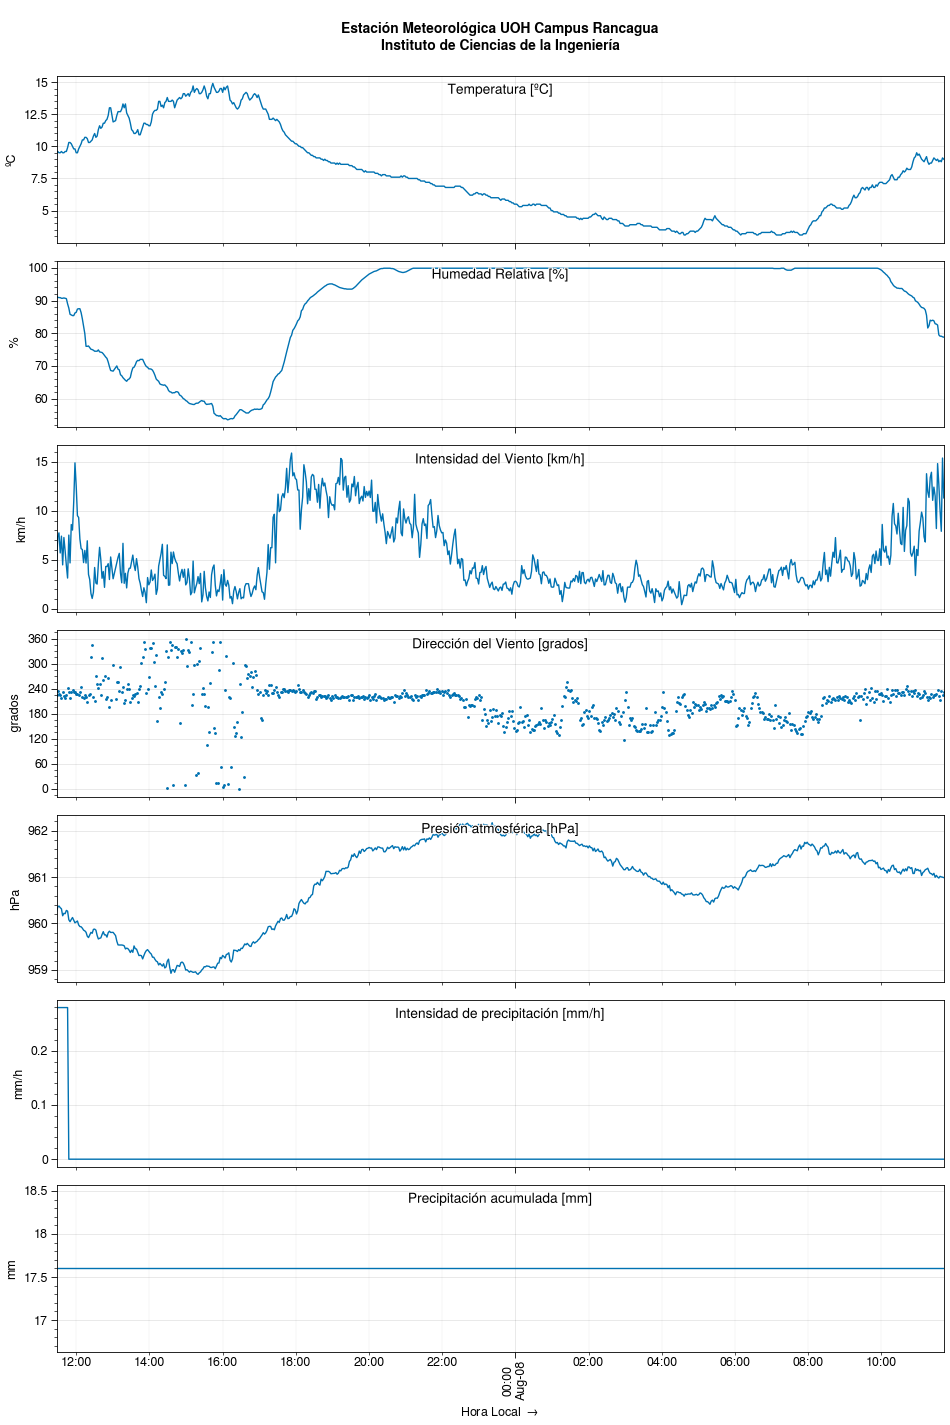 Estación Meteorológica UOH Campus Rancagua
Instituto de Ciencias de la Ingeniería
Temperatura [ºC]
ºC
15
12.5
10
7.5
5
Humedad Relativa [%]
%
100
90
80
70
60
Intensidad del Viento [km/h]
km/h
15
10
5
0
Dirección del Viento [grados]
grados
360
300
240
180
120
60
0
Presión atmosférica [hPa]
hPa
962
961
960
959
Intensidad de precipitación [mm/h]
mm/h
0.2
0.1
0
Precipitación acumulada [mm]
mm
18.5
18
17.5
17
12:00 14:00 16:00 18:00 20:00 22:00 00:00 02:00 04:00 06:00 08:00 10:00
Aug-08
Hora Local →